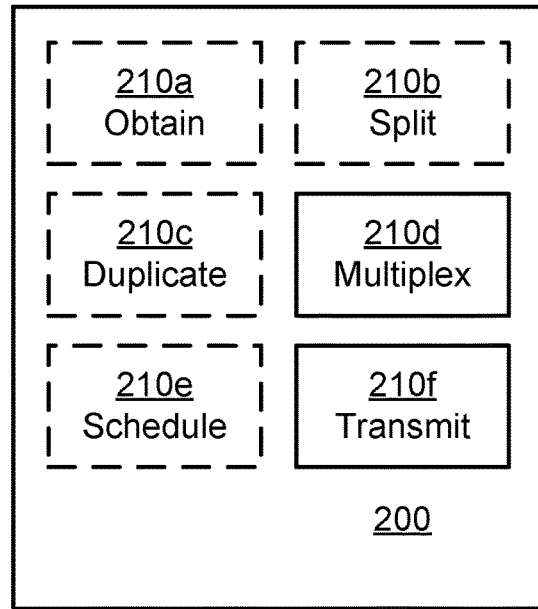 210a
Obtain
210b
Split
210c
Duplicate
210d
Multiplex
210e
Schedule
210f
Transmit
200